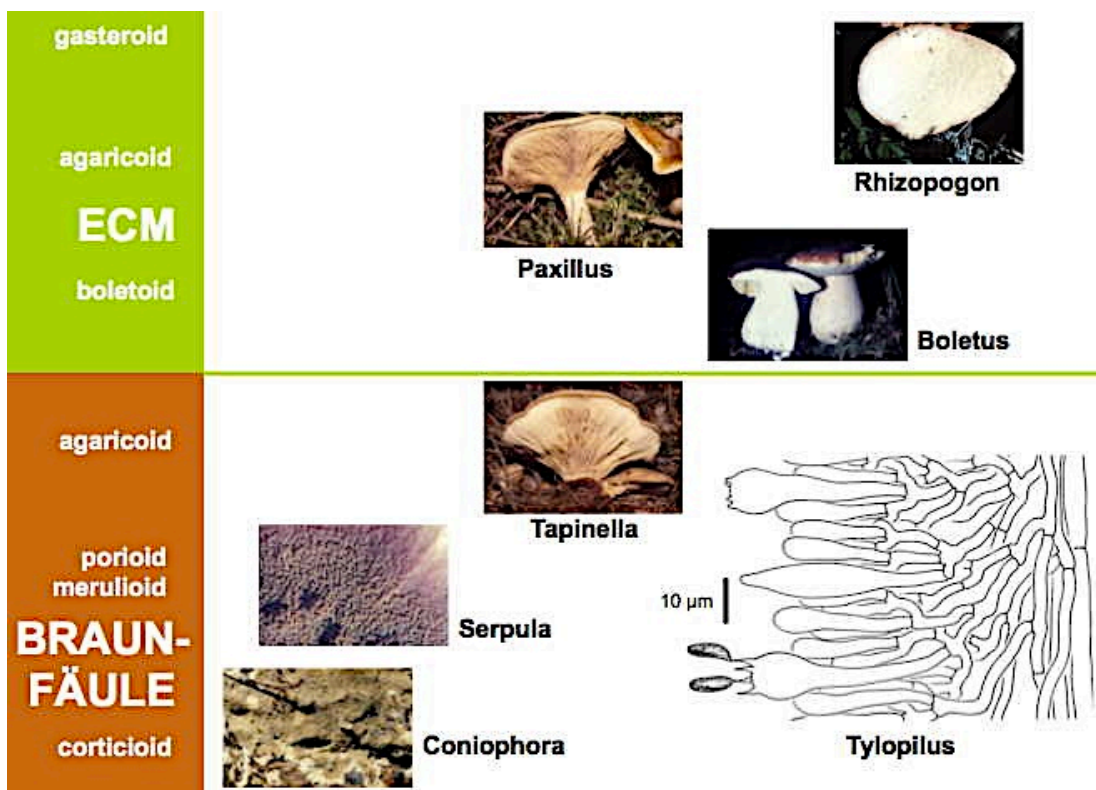 gasteroid
agaricoid
ECM
boletoid
Rhizopogon
Paxillus
Boletus
agaricoid
porioid
merulioid
BRAUN-
FÄULE
corticioid
Tapinella
Serpula
Coniophora
10 µm
Tylopilus